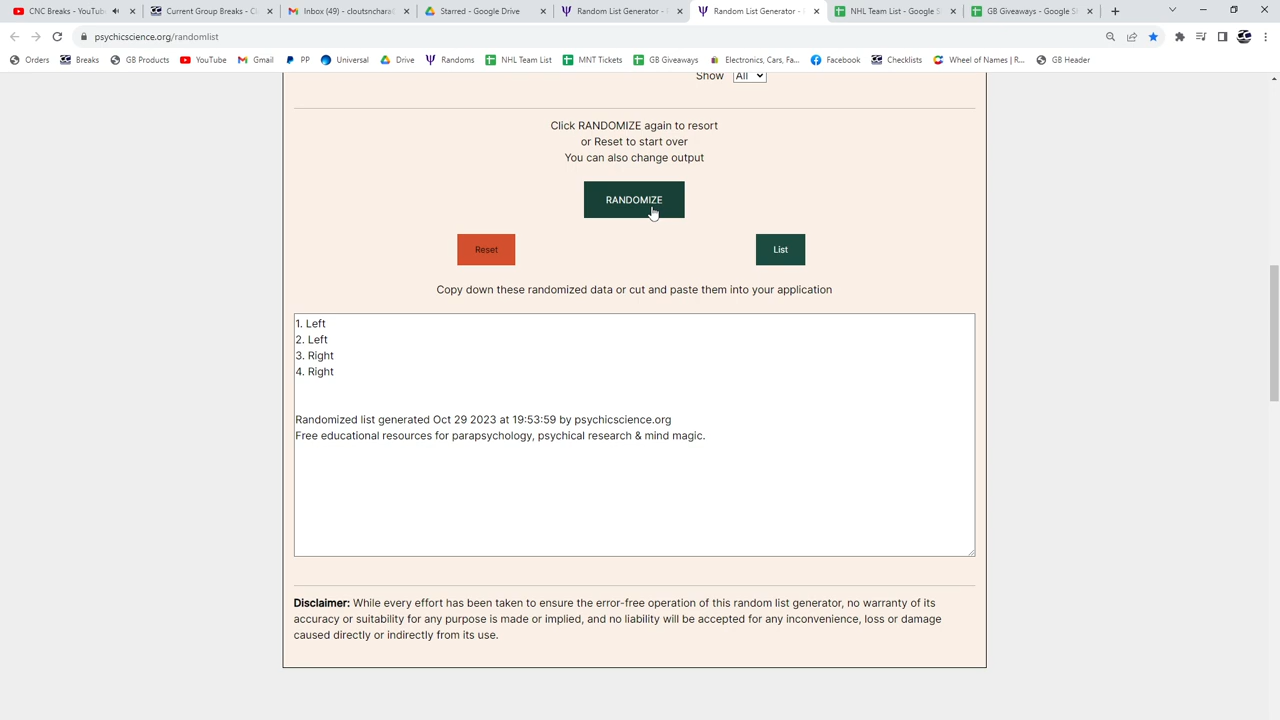 CNC Breaks - YouTu
Current Group Breaks - Cl
Inbox (49) - cloutsnchara
Starred - Google Drive
Random List Generator -
Random List Generator -
NHL Team List - Google S
GB Giveaways - Google S
psychicscience.org/randomlist
Orders
Breaks
GB Products
YouTube
Gmail
PP
Universal
Drive
Randoms
NHL Team List
MNT Tickets
GB Giveaways
Electronics, Cars, Fa...
Facebook
Checklists
Wheel of Names | R...
GB Header
Show All
Click RANDOMIZE again to resort
or Reset to start over
You can also change output
RANDOMIZE
Reset
List
Copy down these randomized data or cut and paste them into your application
1. Left
2. Left
3. Right
4. Right
Randomized list generated Oct 29 2023 at 19:53:59 by psychicscience.org
Free educational resources for parapsychology, psychical research & mind magic.
Disclaimer: While every effort has been taken to ensure the error-free operation of this random list generator, no warranty of its
accuracy or suitability for any purpose is made or implied, and no liability will be accepted for any inconvenience, loss or damage
caused directly or indirectly from its use.